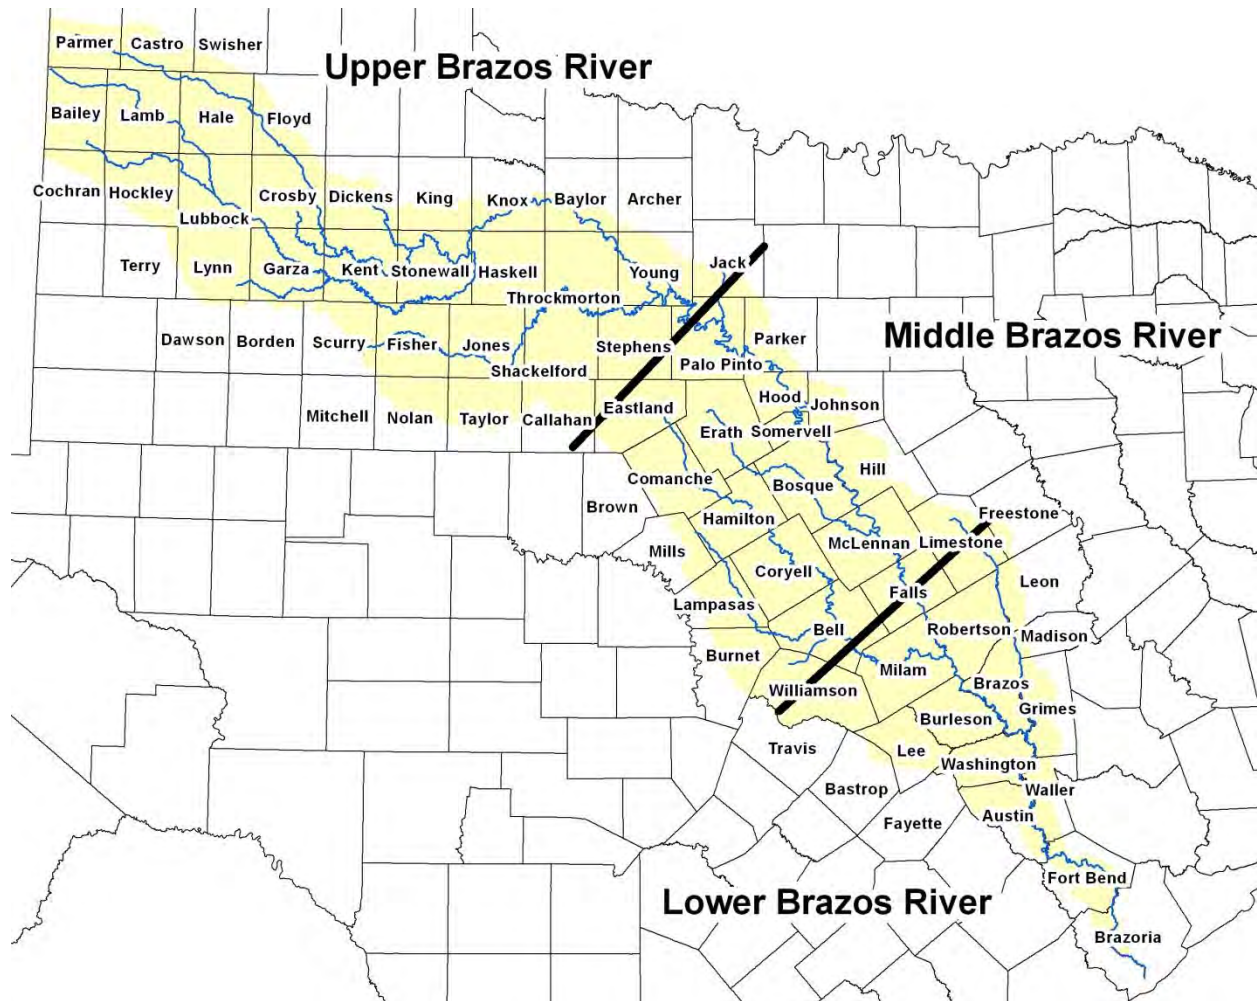 Parmer
Castro
Swisher
Upper Brazos River
Bailey
Lamb
Hale
Floyd
Cochran
Hockley
Lubbock
Crosby
Dickens
King
Knox
Baylor
Archer
Terry
Lynn
Garza
Kent
Stonewall
Haskell
Throckmorton
Young
Jack
Dawson
Borden
Scurry
Fisher
Jones
Shackelford
Stephens
Palo Pinto
Parker
Middle Brazos River
Mitchell
Nolan
Taylor
Callahan
Eastland
Erath
Hood
Somervell
Johnson
Comanche
Bosque
Hill
Brown
Hamilton
McLennan
Limestone
Freestone
Mills
Coryell
Falls
Leon
Lampasas
Bell
Robertson
Madison
Burnet
Milam
Williamson
Brazos
Grimes
Burleson
Travis
Lee
Washington
Bastrop
Waller
Fayette
Austin
Fort Bend
Lower Brazos River
Brazoria